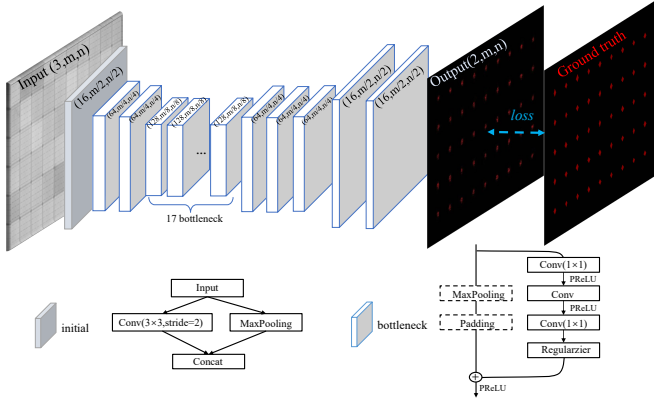 Input (3,m,n)
(16,m/2,n/2)
(64,m/4,n/4)
(64,m/4,n/4)
(128,m/8,n/8)
(128,m/8,n/8)
...
(128,m/8,n/8)
(64,m/4,n/4)
(64,m/4,n/4)
(64,m/4,n/4)
(16,m/2,n/2)
(16,m/2,n/2)
Output(2,m,n)
Ground truth
loss
17 bottleneck
initial
Input
Conv(3×3,stride=2)
MaxPooling
Concat
bottleneck
MaxPooling
Padding
Conv(1×1)
PReLU
Conv
PReLU
Conv(1×1)
Regularzier
+
PReLU